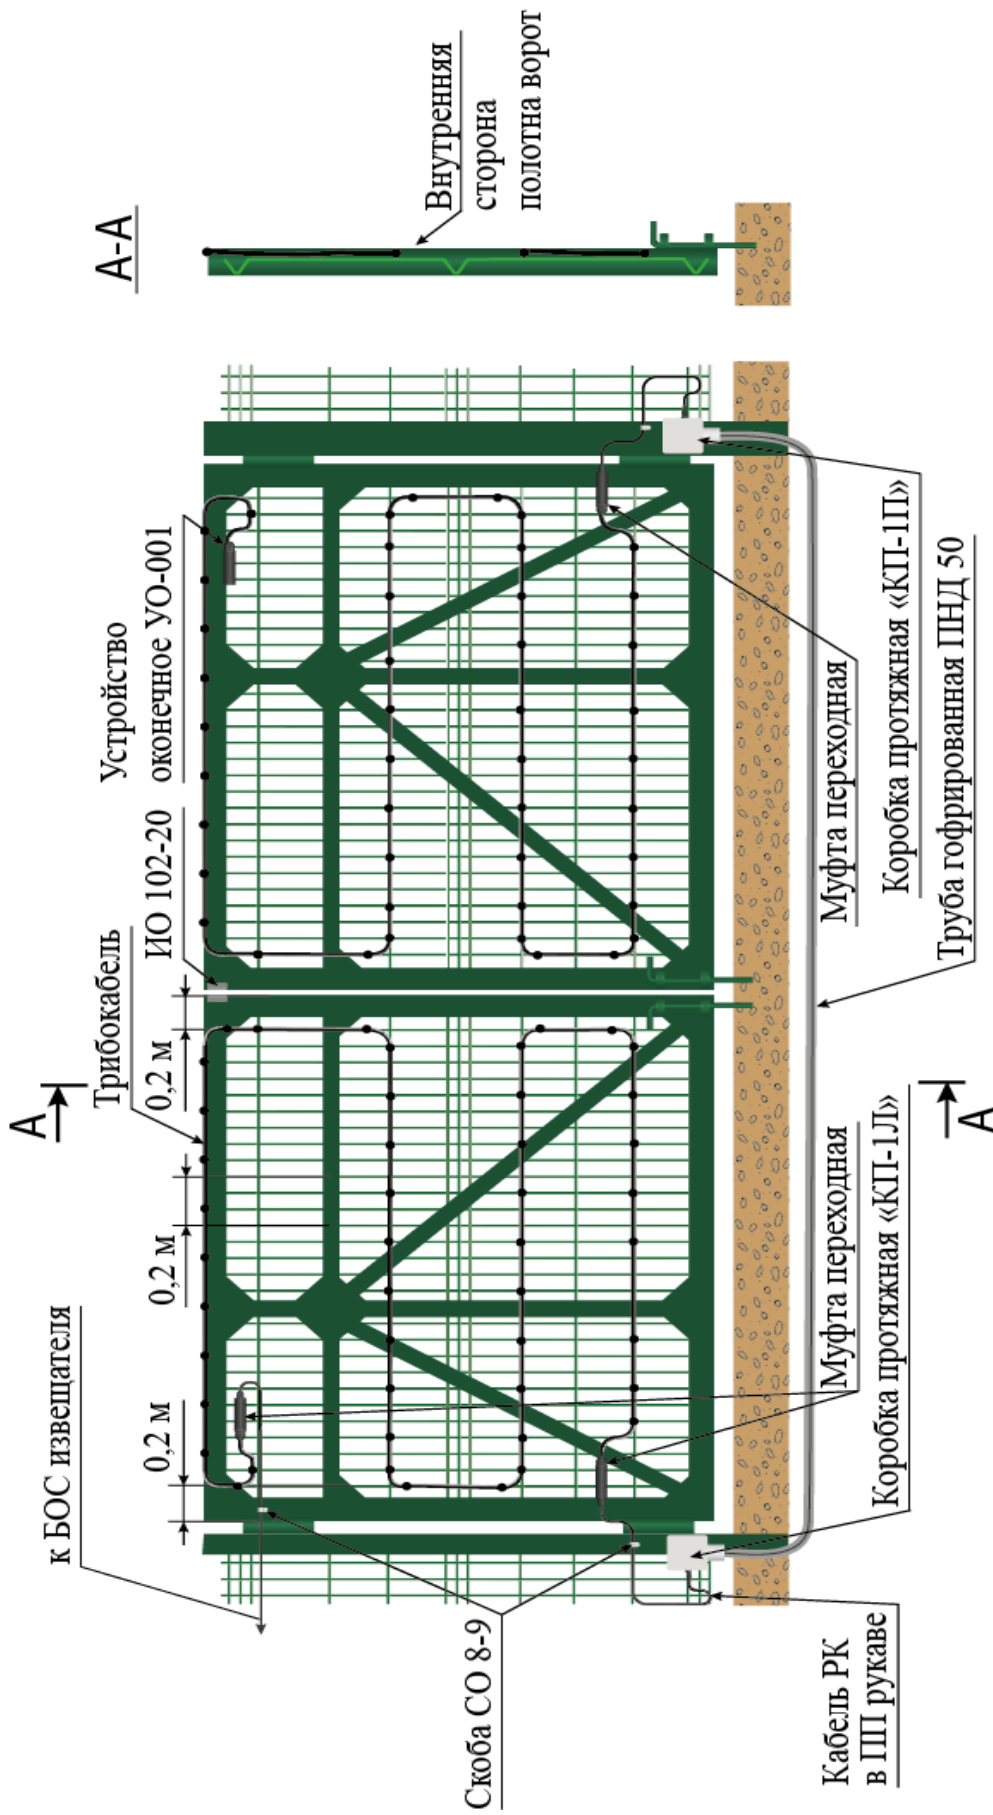 к БОС извещателя
А
Трибокабель
ИО 102-20
Устройство
оконечное УО-001
А-А
0,2 м
0,2 м
0,2 м
Внутренняя
сторона
полотна ворот
Скоба СО 8-9
Кабель РК
в ПП рукаве
Муфта переходная
Коробка протяжная «КП-1Л»
А
Муфта переходная
Коробка протяжная «КП-1П»
Труба гофрированная ПНД 50